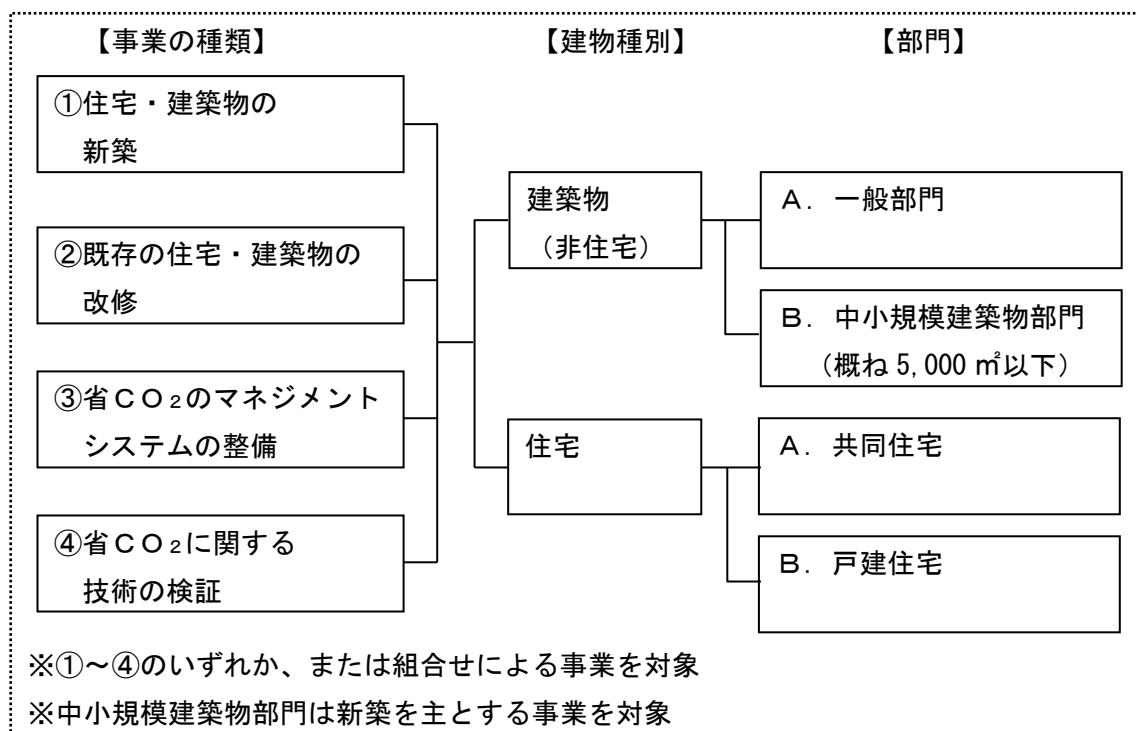 【事業の種類】
①住宅・建築物の
新築
②既存の住宅・建築物の
改修
③省ＣＯ₂のマネジメント
システムの整備
④省ＣＯ₂に関する
技術の検証
【建物種別】
建築物
（非住宅）
住宅
【部門】
Ａ．一般部門
Ｂ．中小規模建築物部門
（概ね 5,000 ㎡以下）
Ａ．共同住宅
Ｂ．戸建住宅
※①～④のいずれか、または組合せによる事業を対象
※中小規模建築物部門は新築を主とする事業を対象